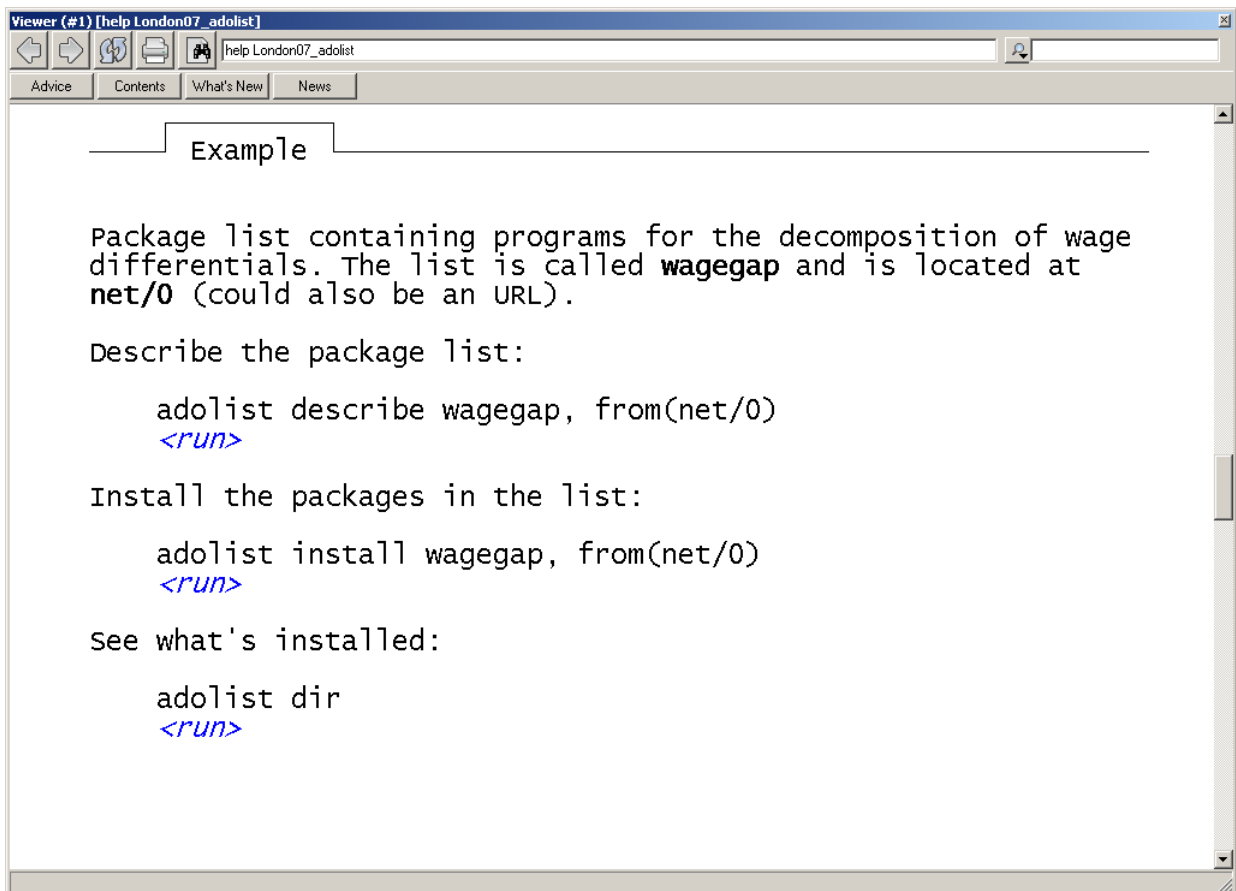 Viewer (#1) [help London07_adolist]
help London07_adolist
Advice Contents What's New News
Example
Package list containing programs for the decomposition of wage
differentials. The list is called wagegap and is located at
net/0 (could also be an URL).
Describe the package list:
adolist describe wagegap, from(net/0)
<run>
Install the packages in the list:
adolist install wagegap, from(net/0)
<run>
See what's installed:
adolist dir
<run>